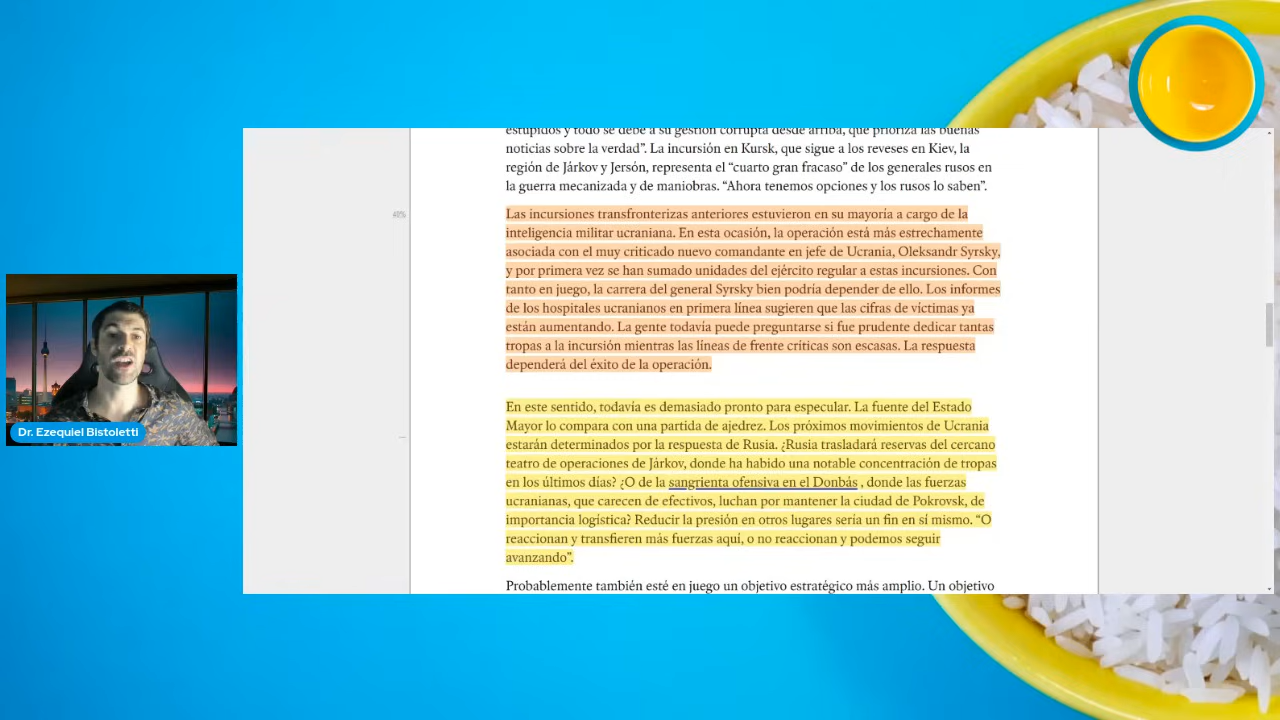 estúpidos y todo se debe a su gestión corrupta desde arriba, que prioriza las buenas
noticias sobre la verdad”. La incursión en Kursk, que sigue a los reveses en Kiev, la
región de Járkov y Jersón, representa el “cuarto gran fracaso” de los generales rusos en
la guerra mecanizada y de maniobras. “Ahora tenemos opciones y los rusos lo saben”.
40%
Las incursiones transfronterizas anteriores estuvieron en su mayoría a cargo de la
inteligencia militar ucraniana. En esta ocasión, la operación está más estrechamente
asociada con el muy criticado nuevo comandante en jefe de Ucrania, Oleksandr Syrsky,
y por primera vez se han sumado unidades del ejército regular a estas incursiones. Con
tanto en juego, la carrera del general Syrsky bien podría depender de ello. Los informes
de los hospitales ucranianos en primera línea sugieren que las cifras de víctimas ya
están aumentando. La gente todavía puede preguntarse si fue prudente dedicar tantas
tropas a la incursión mientras las líneas de frente críticas son escasas. La respuesta
dependerá del éxito de la operación.
En este sentido, todavía es demasiado pronto para especular. La fuente del Estado
Mayor lo compara con una partida de ajedrez. Los próximos movimientos de Ucrania
estarán determinados por la respuesta de Rusia. ¿Rusia trasladará reservas del cercano
teatro de operaciones de Járkov, donde ha habido una notable concentración de tropas
en los últimos días? ¿O de la sangrienta ofensiva en el Donbás , donde las fuerzas
ucranianas, que carecen de efectivos, luchan por mantener la ciudad de Pokrovsk, de
importancia logística? Reducir la presión en otros lugares sería un fin en sí mismo. “O
reaccionan y transfieren más fuerzas aquí, o no reaccionan y podemos seguir
avanzando”.
Probablemente también esté en juego un objetivo estratégico más amplio. Un objetivo
Dr. Ezequiel Bistoletti